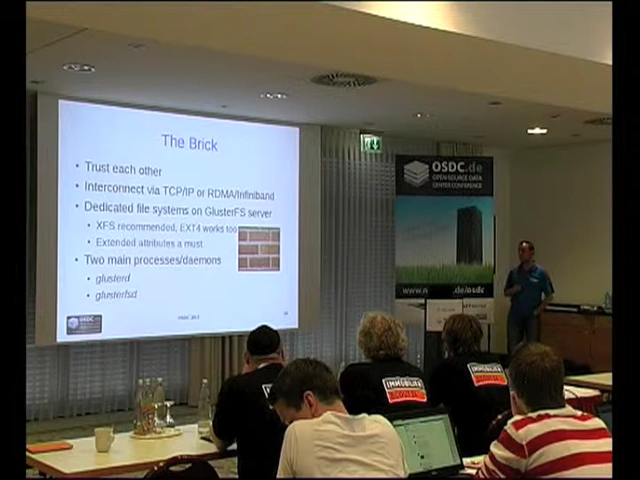 The Brick
• Trust each other
• Interconnect via TCP/IP or RDMA/Infiniband
• Dedicated file systems on GlusterFS server
• XFS recommended, EXT4 works too
• Extended attributes a must
• Two main processes/daemons
• glusterd
• glusterfsd
OSDC.de
OPEN SOURCE DATA
CENTER CONFERENCE
IMMOBILIEN
IMMOBILIEN